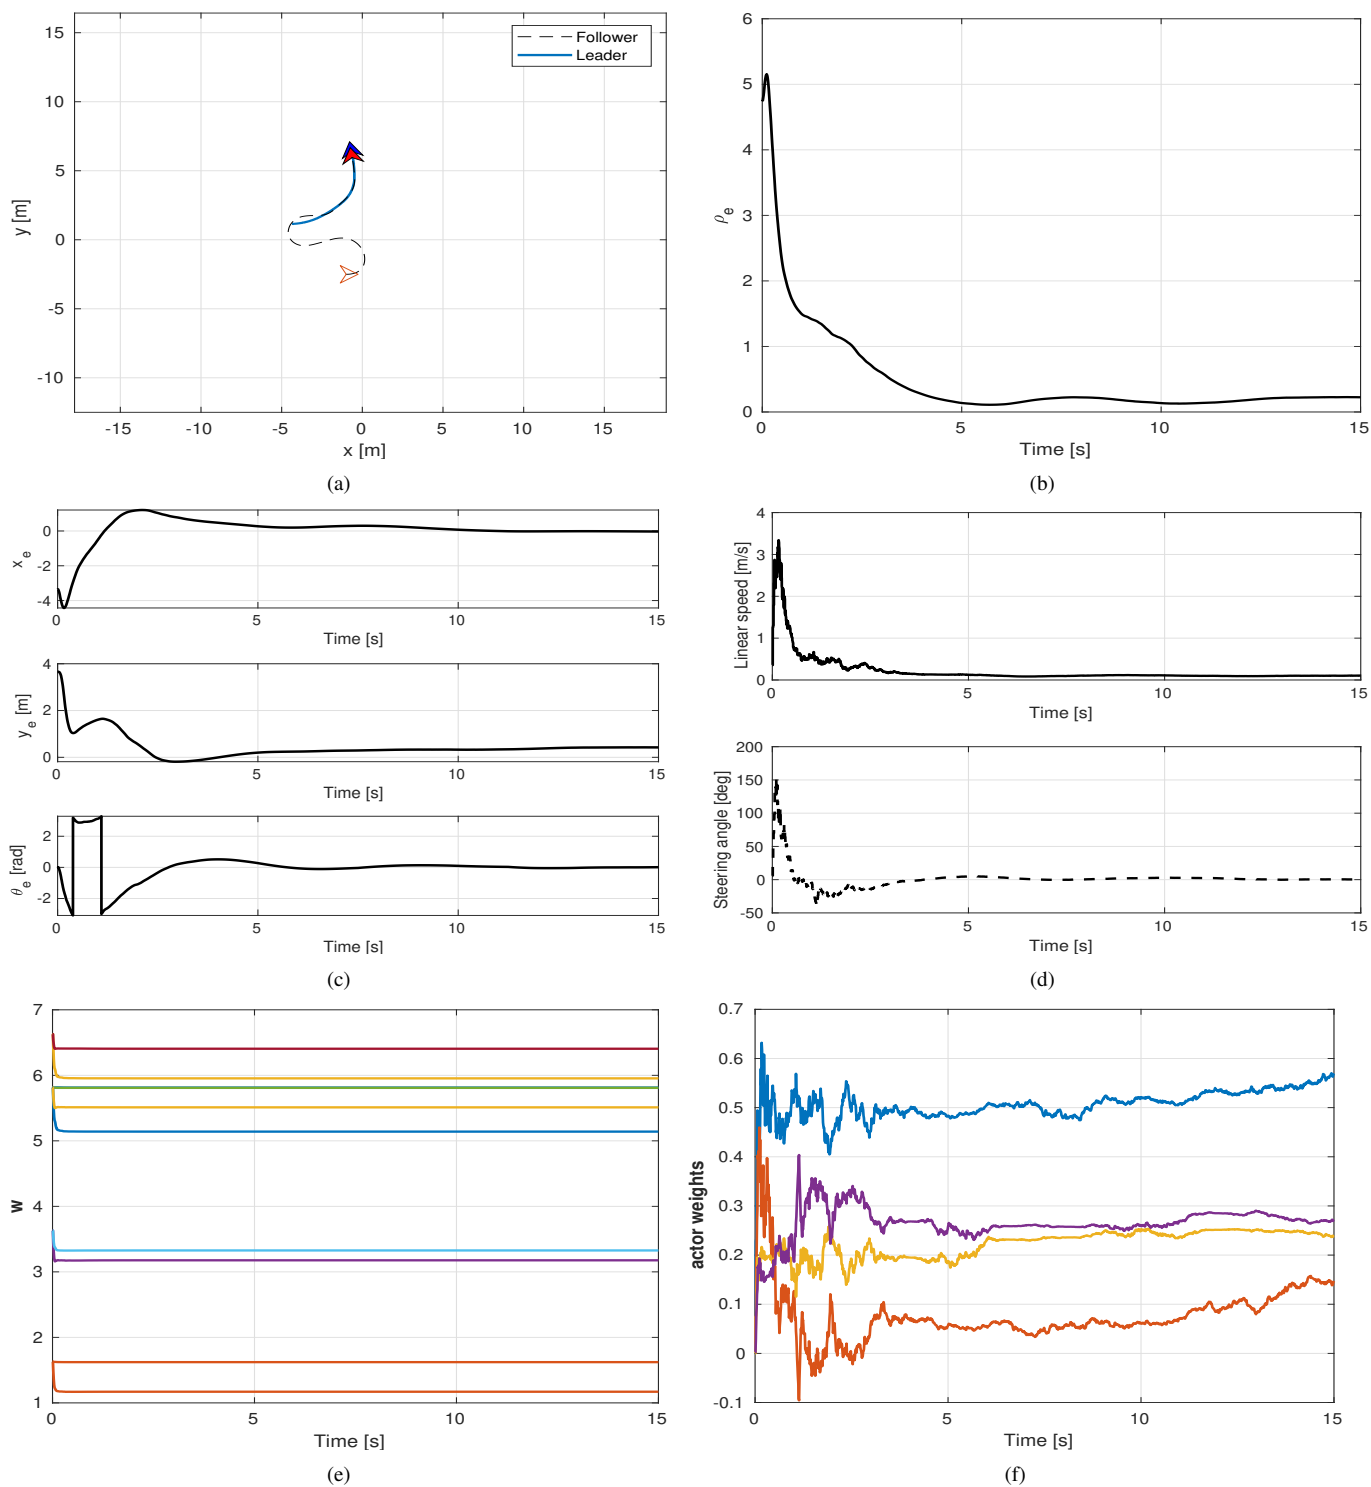 15
10
5
0
-5
-10
y [m]
-15 -10 -5 0 5 10 15
x [m]
Follower
Leader
(a)
6
5
4
3
2
1
0
ρ_e
0 5 10 15
Time [s]
(b)
0
-2
-4
x_e
0 5 10 15
Time [s]
4
2
0
y_e [m]
0 5 10 15
Time [s]
2
0
-2
θ_e [rad]
0 5 10 15
Time [s]
(c)
4
3
2
1
0
Linear speed [m/s]
0 5 10 15
Time [s]
200
150
100
50
0
-50
Steering angle [deg]
0 5 10 15
Time [s]
(d)
7
6
5
4
3
2
1
w
0 5 10 15
Time [s]
(e)
0.7
0.6
0.5
0.4
0.3
0.2
0.1
0
-0.1
actor weights
0 5 10 15
Time [s]
(f)